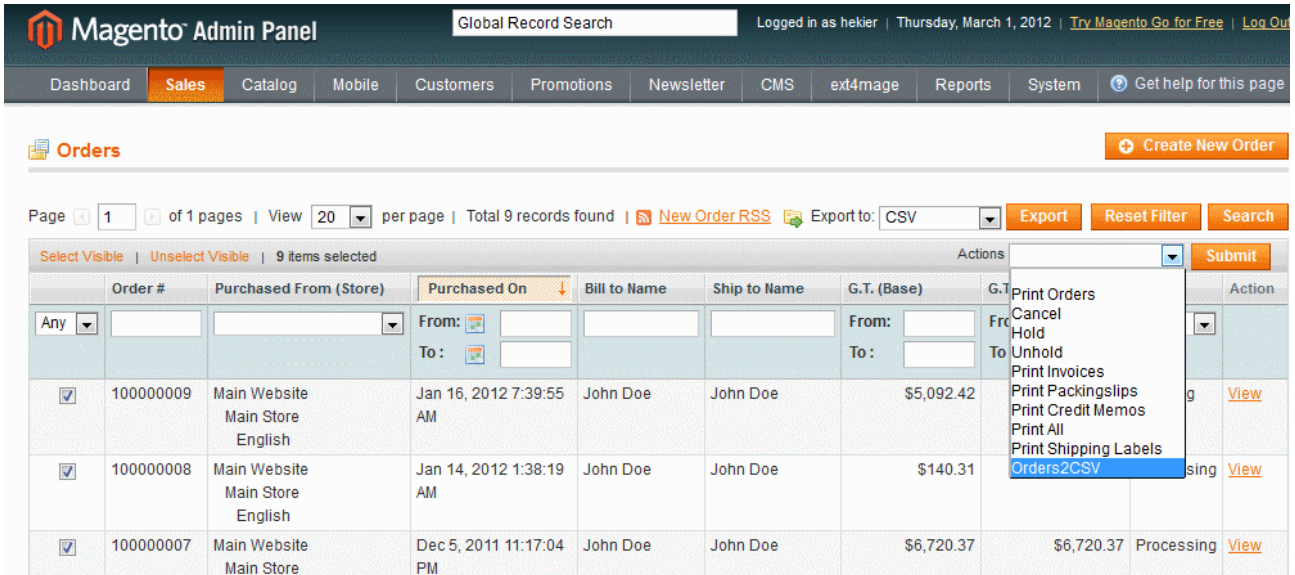 Magento Admin Panel Global Record Search Logged in as hekier | Thursday, March 1, 2012 | Try Magento Go for Free | Log Out
Dashboard Sales Catalog Mobile Customers Promotions Newsletter CMS ext4mage Reports System Get help for this page
Orders Create New Order
Page 1 of 1 pages | View 20 per page | Total 9 records found | New Order RSS Export to: CSV Export Reset Filter Search
Select Visible | Unselect Visible | 9 items selected Actions Submit
Order # Purchased From (Store) Purchased On Bill to Name Ship to Name G.T. (Base) G.T Action
Print Orders
Cancel
Hold
Unhold
Print Invoices
Print Packingslips
Print Credit Memos
Print All
Print Shipping Labels
Orders2CSV
Any From: From: Fro
To : To : To
100000009 Main Website Jan 16, 2012 7:39:55 John Doe John Doe $5,092.42 g View
Main Store AM
English
100000008 Main Website Jan 14, 2012 1:38:19 John Doe John Doe $140.31 sing View
Main Store AM
English
100000007 Main Website Dec 5, 2011 11:17:04 John Doe John Doe $6,720.37 $6,720.37 Processing View
Main Store PM